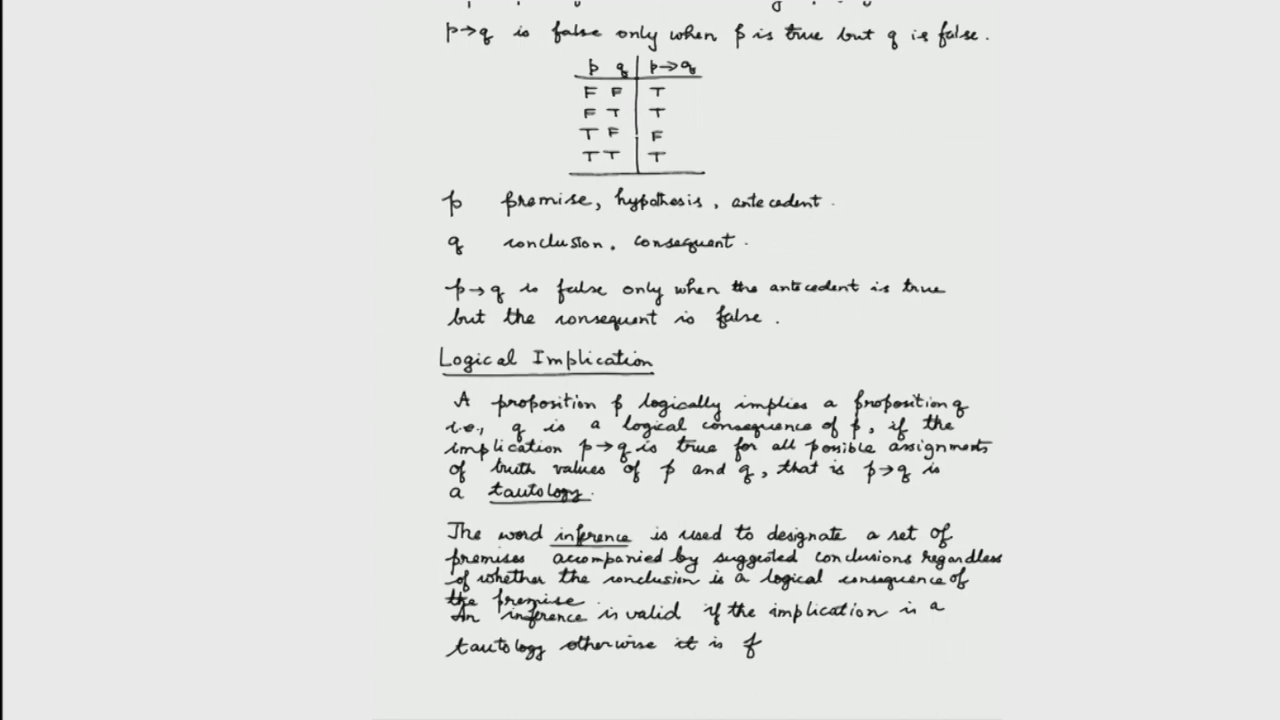 p→q is false only when p is true but q is false.
p q p→q
F F T
F T T
T F F
T T T
p premise, hypothesis, antecedent.
q conclusion, consequent.
p→q is false only when the antecedent is true
but the consequent is false.
Logical Implication
A proposition p logically implies a proposition q
i.e., q is a logical consequence of p, if the
implication p→q is true for all possible assignments
of truth values of p and q, that is p→q is
a tautology.
The word inference is used to designate a set of
premises accompanied by suggested conclusions regardless
of whether the conclusion is a logical consequence of
the premise.
An inference is valid if the implication is a
tautology otherwise it is f